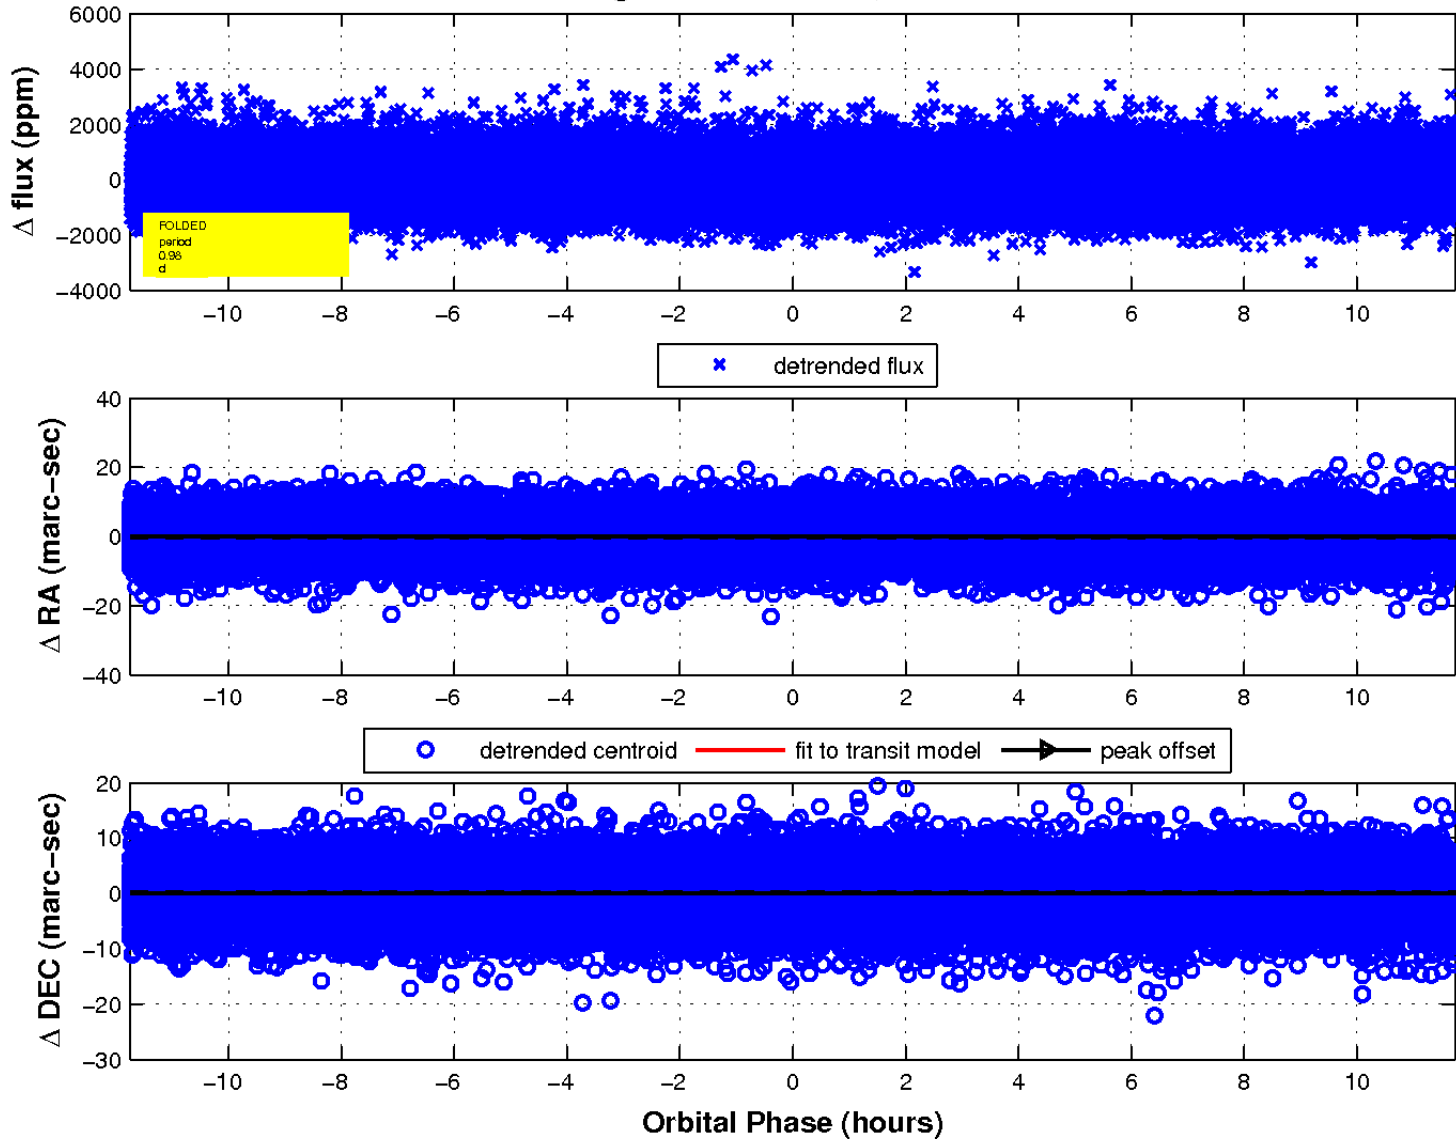 6000
4000
2000
0
−2000
−4000
Δ flux (ppm)
FOLDED
period
0.98
d
−10 −8 −6 −4 −2 0 2 4 6 8 10
detrended flux
40
20
0
−20
−40
Δ RA (marc−sec)
−10 −8 −6 −4 −2 0 2 4 6 8 10
detrended centroid fit to transit model peak offset
20
10
0
−10
−20
−30
Δ DEC (marc−sec)
−10 −8 −6 −4 −2 0 2 4 6 8 10
Orbital Phase (hours)